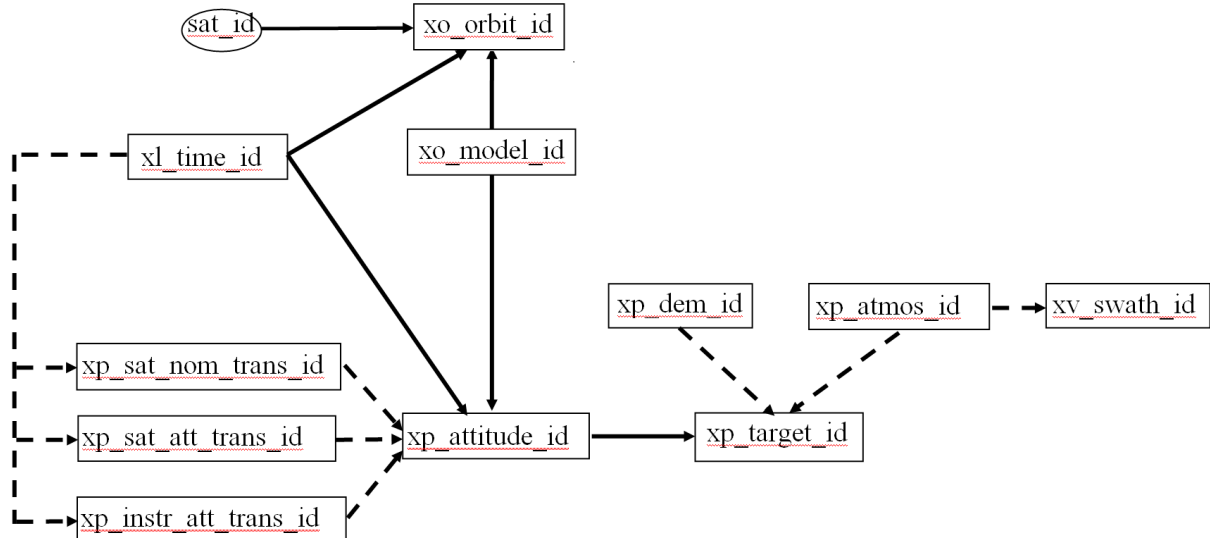 sat_id
xo_orbit_id
xl_time_id
xo_model_id
xp_dem_id
xp_atmos_id
xv_swath_id
xp_sat_nom_trans_id
xp_sat_att_trans_id
xp_attitude_id
xp_target_id
xp_instr_att_trans_id